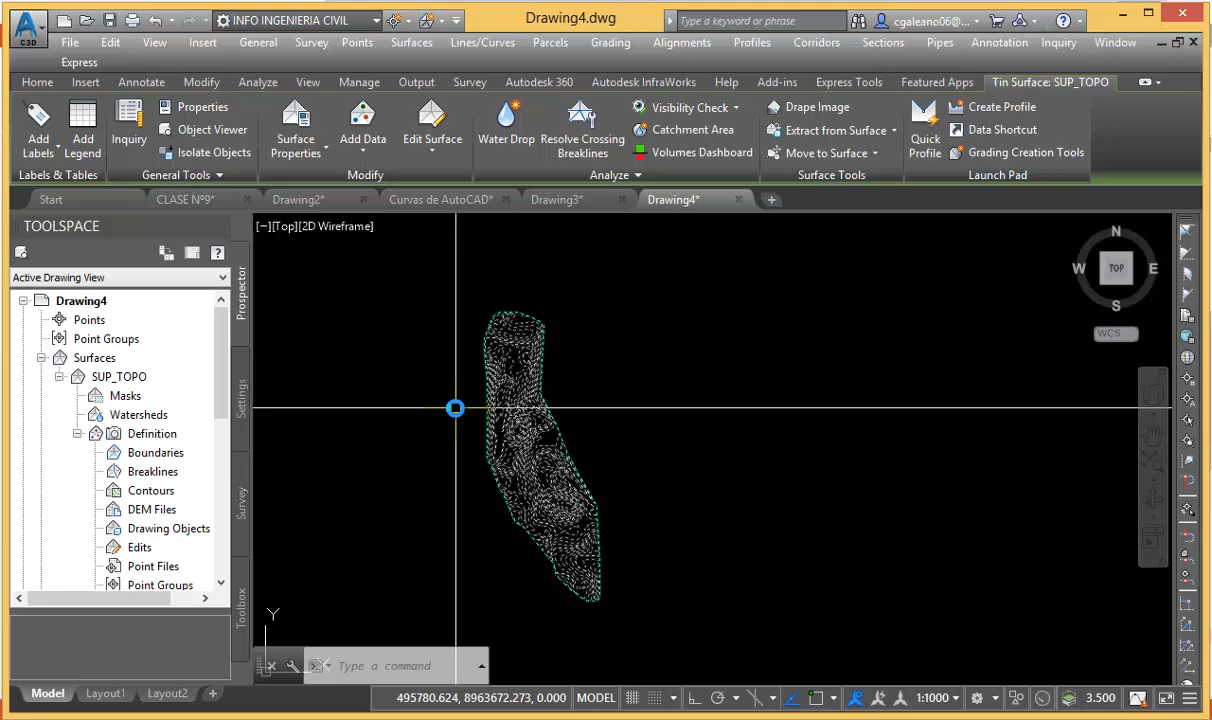 INFO INGENIERIA CIVIL
Drawing4.dwg
Type a keyword or phrase
cgaleano06@...
C3D
File Edit View Insert General Survey Points Surfaces Lines/Curves Parcels Grading Alignments Profiles Corridors Sections Pipes Annotation Inquiry Window
Express
Home Insert Annotate Modify Analyze View Manage Output Survey Autodesk 360 Autodesk InfraWorks Help Add-ins Express Tools Featured Apps Tin Surface: SUP_TOPO
Add Labels
Add Legend
Labels & Tables
Inquiry
Properties
Object Viewer
Isolate Objects
General Tools
Surface Properties
Add Data
Edit Surface
Modify
Water Drop
Resolve Crossing Breaklines
Visibility Check
Catchment Area
Volumes Dashboard
Analyze
Drape Image
Extract from Surface
Move to Surface
Surface Tools
Quick Profile
Create Profile
Data Shortcut
Grading Creation Tools
Launch Pad
Start CLASE Nº9* Drawing2* Curvas de AutoCAD* Drawing3* Drawing4*
TOOLSPACE
Active Drawing View
Drawing4
Points
Point Groups
Surfaces
SUP_TOPO
Masks
Watersheds
Definition
Boundaries
Breaklines
Contours
DEM Files
Drawing Objects
Edits
Point Files
Point Groups
Prospector
Settings
Survey
Toolbox
[−][Top][2D Wireframe]
N
W TOP E
S
WCS
Y
X
Type a command
Model Layout1 Layout2
495780.624, 8963672.273, 0.000 MODEL 1:1000 3.500